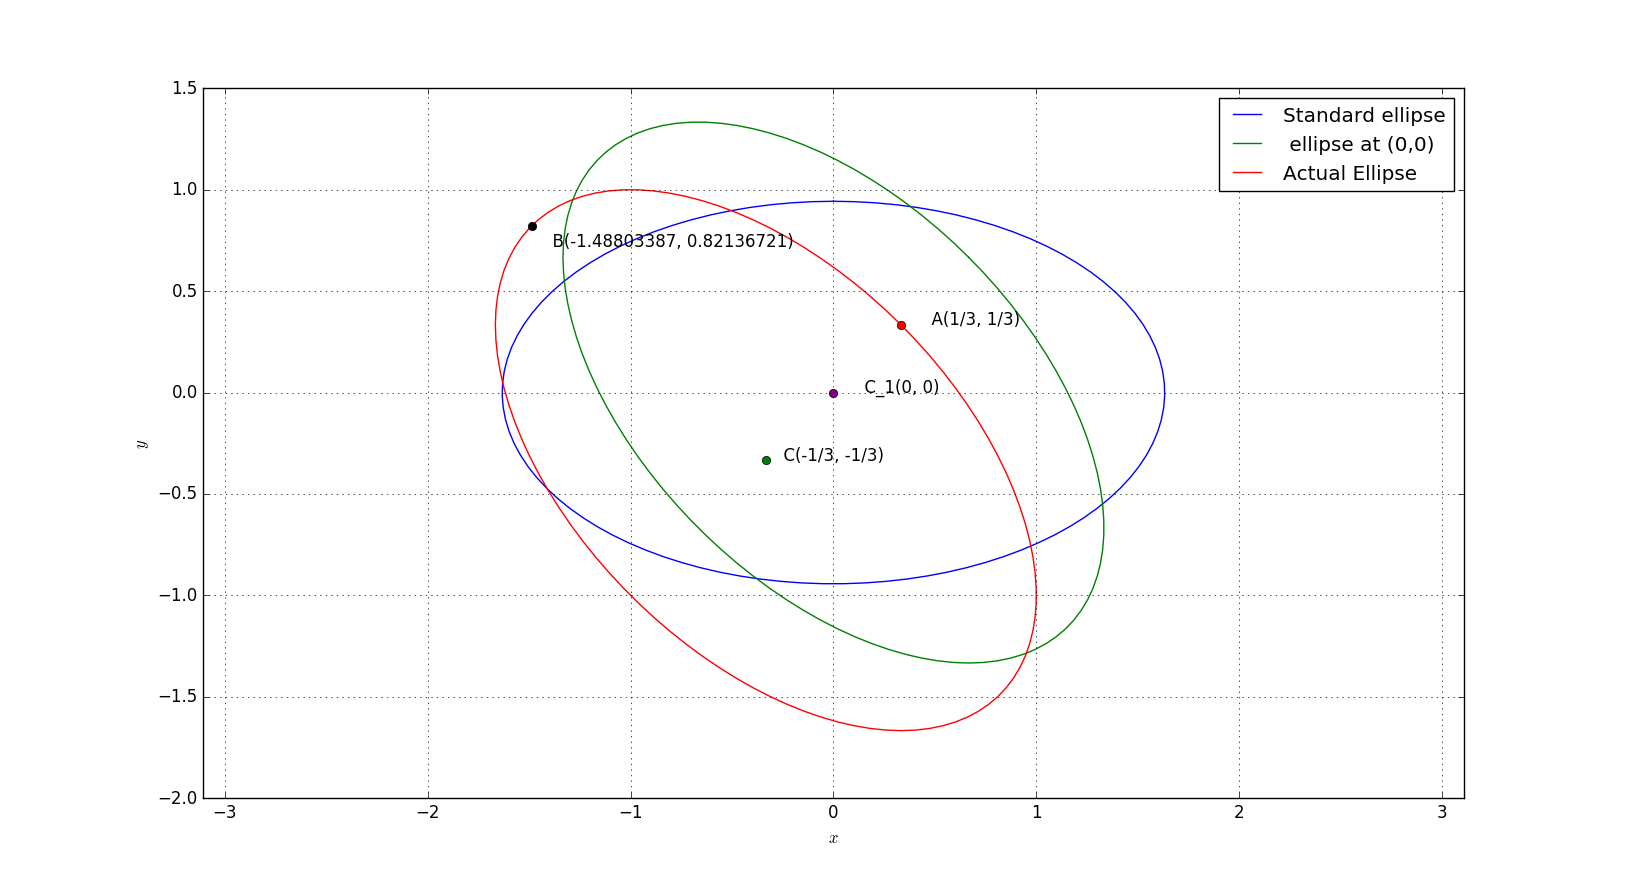 1.5
Standard ellipse
ellipse at (0,0)
Actual Ellipse
1.0
B(-1.48803387, 0.82136721)
0.5
A(1/3, 1/3)
0.0
C_1(0, 0)
y
C(-1/3, -1/3)
−0.5
−1.0
−1.5
−2.0
−3 −2 −1 0 1 2 3
x